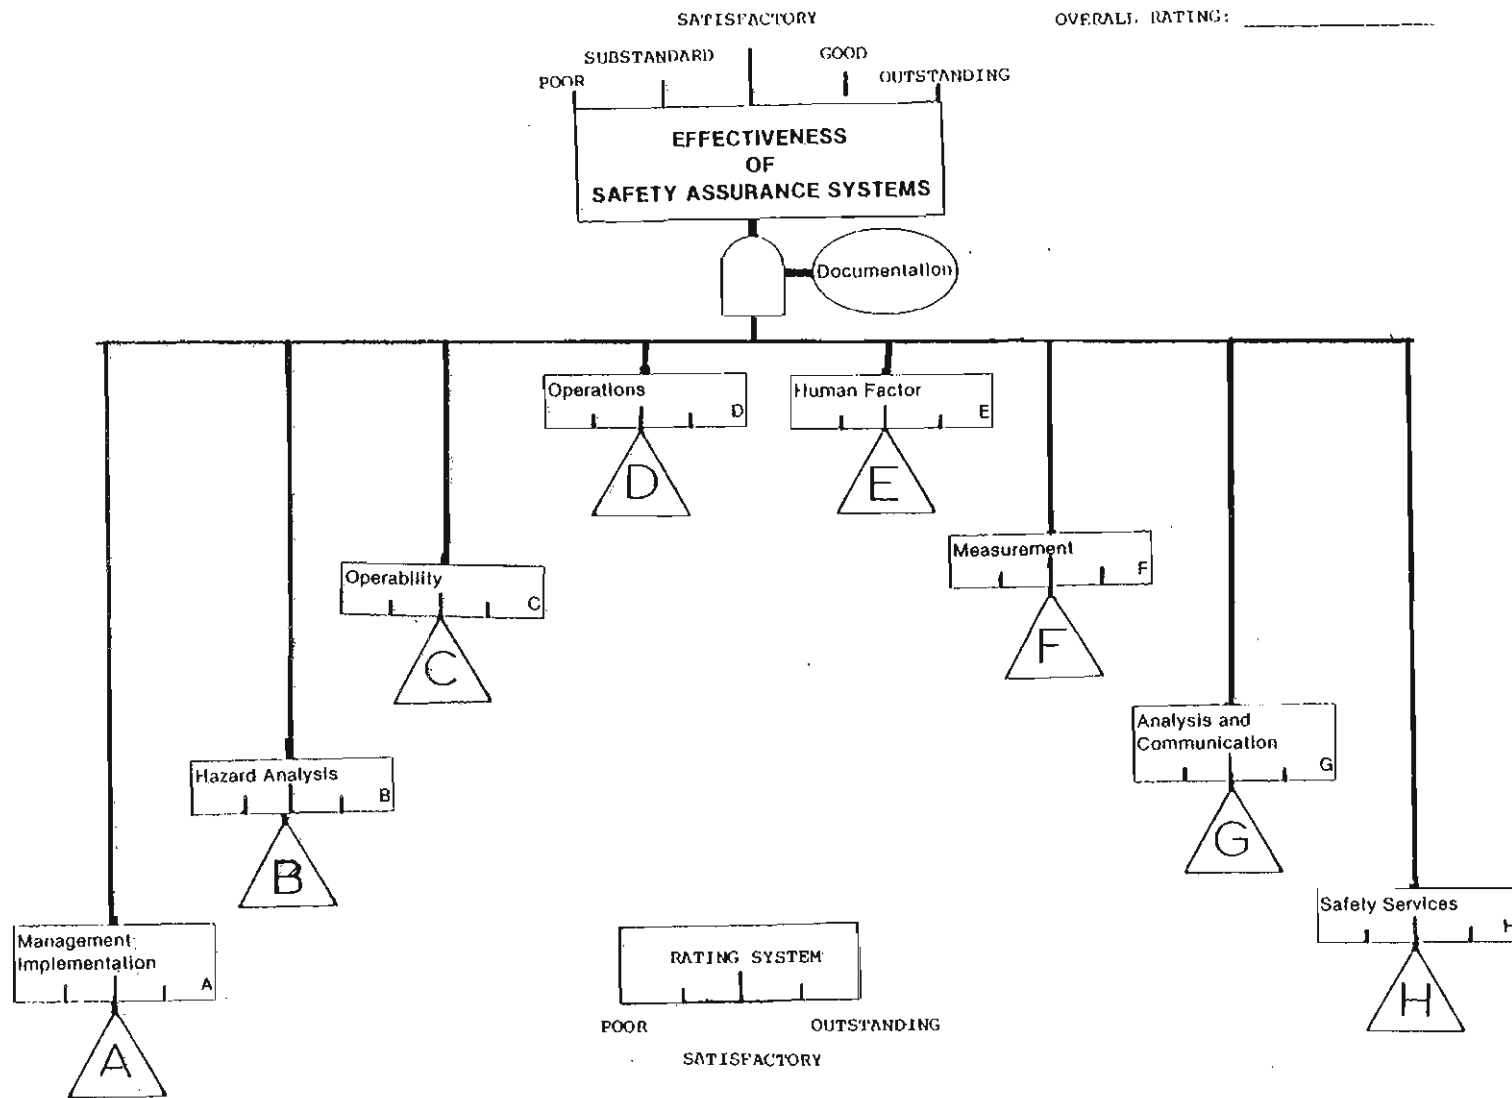 SATISFACTORY
OVERALL RATING:
SUBSTANDARD
GOOD
POOR
OUTSTANDING
EFFECTIVENESS
OF
SAFETY ASSURANCE SYSTEMS
Documentation
Operations
D
D
Human Factor
E
E
Operability
C
C
Measurement
F
F
Hazard Analysis
B
B
Analysis and
Communication
G
G
Management
Implementation
A
A
Safety Services
H
H
RATING SYSTEM
POOR
OUTSTANDING
SATISFACTORY